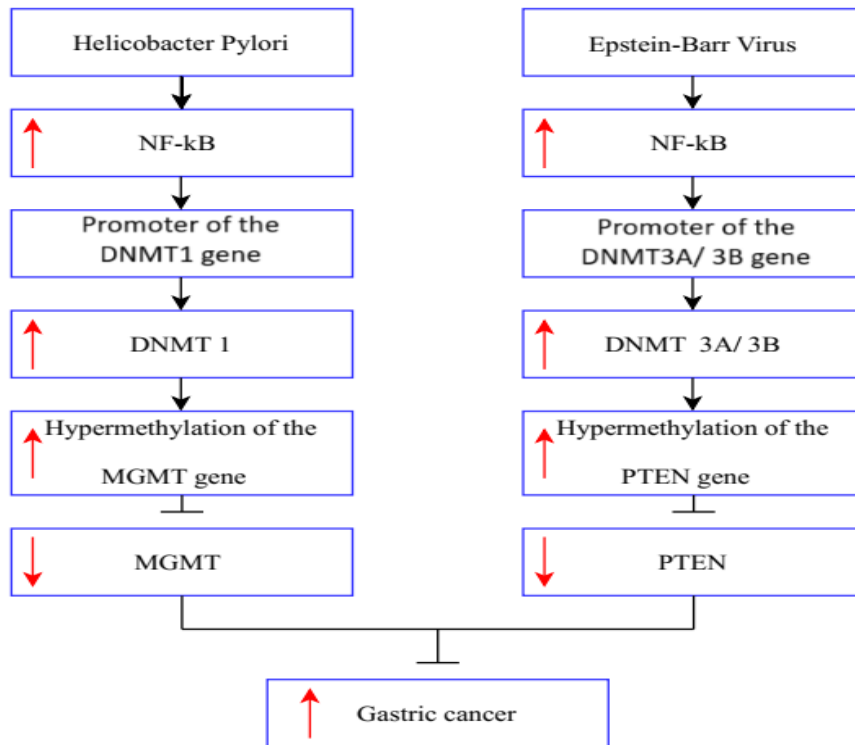 Helicobacter Pylori
NF-kB
Promoter of the
DNMT1 gene
DNMT 1
Hypermethylation of the
MGMT gene
MGMT
Epstein-Barr Virus
NF-kB
Promoter of the
DNMT3A/ 3B gene
DNMT 3A/ 3B
Hypermethylation of the
PTEN gene
PTEN
Gastric cancer